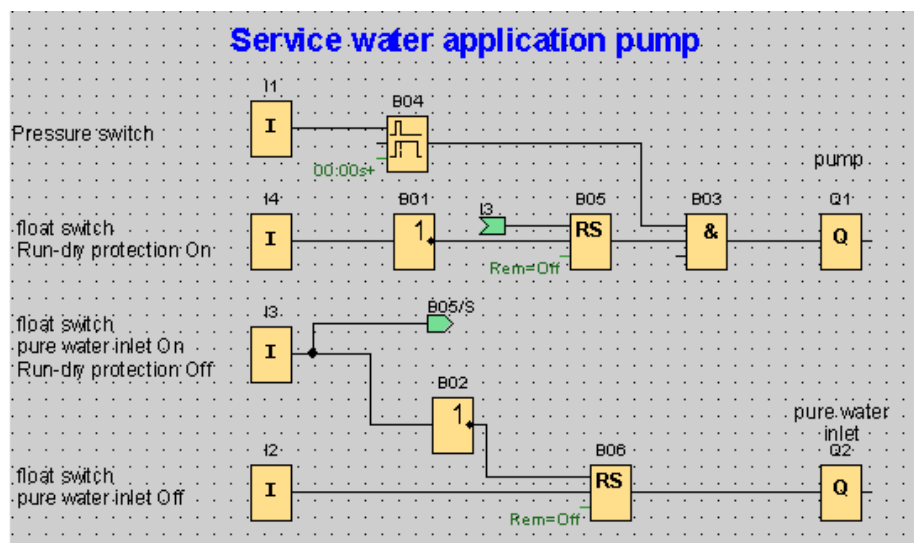 Service water application pump
I1
B04
I
Pressure switch
00:00s+
pump
I4
B01
I3
B05
B03
Q1
float switch
Run-dry protection On
I
1
RS
&
Q
Rem=Off
B05/S
I3
float switch
pure water inlet On
Run-dry protection Off
I
B02
1
pure water
inlet
I2
B06
Q2
float switch
pure water inlet Off
I
RS
Q
Rem=Off